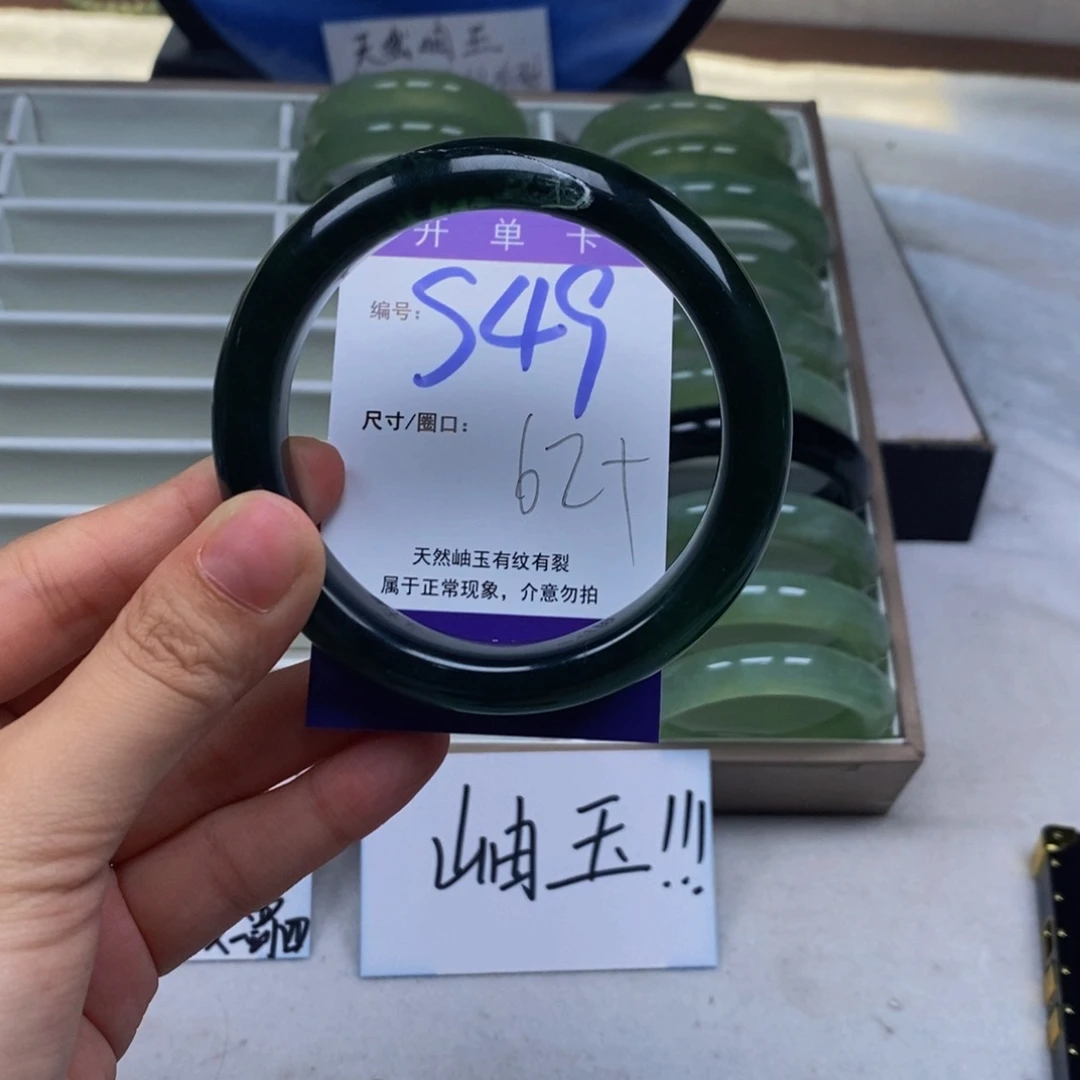 天然岫玉
开单卡
编号：S49
尺寸/圈口：
62+
天然岫玉有纹有裂
属于正常现象，介意勿拍
岫玉!!!